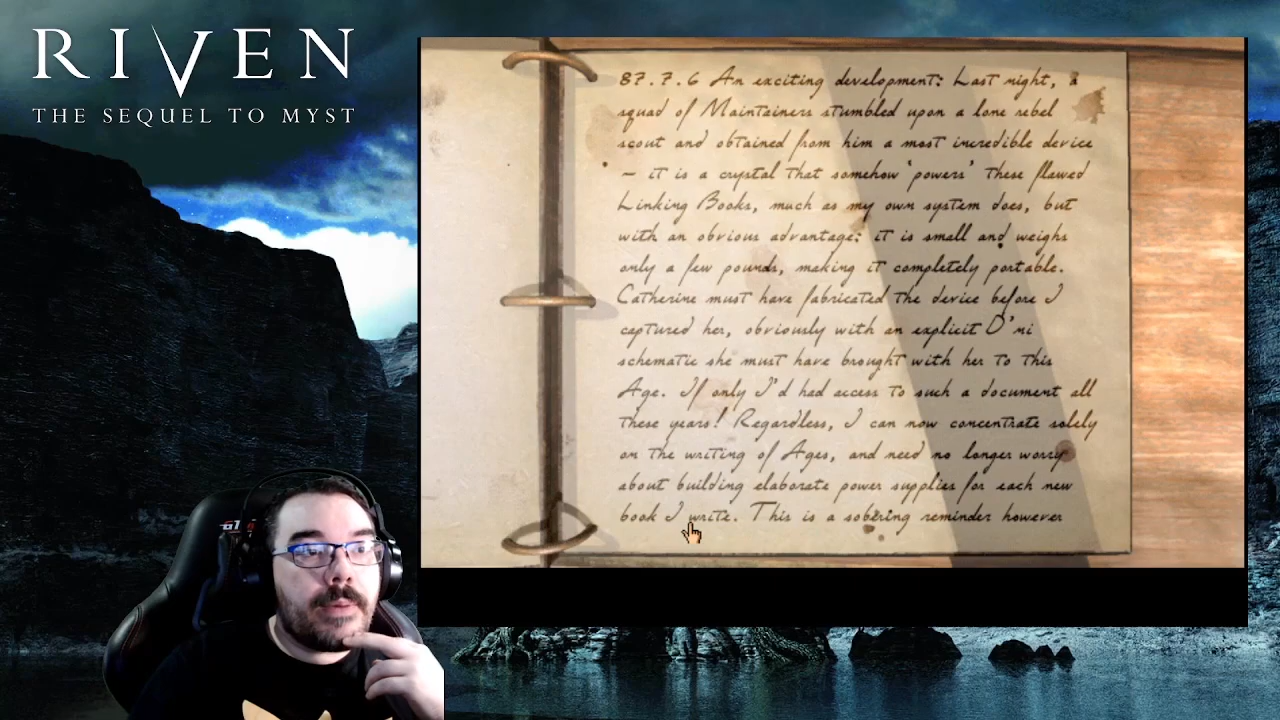 RIVEN
THE SEQUEL TO MYST
87.7.6 An exciting development: Last night, a
squad of Maintainers stumbled upon a lone rebel
scout and obtained from him a most incredible device
– it is a crystal that somehow 'powers' these flawed
Linking Books, much as my own system does, but
with an obvious advantage: it is small and weighs
only a few pounds, making it completely portable.
Catherine must have fabricated the device before I
captured her, obviously with an explicit D'ni
schematic she must have brought with her to this
Age. If only I'd had access to such a document all
these years! Regardless, I can now concentrate solely
on the writing of Ages, and need no longer worry
about building elaborate power supplies for each new
book I write. This is a sobering reminder however